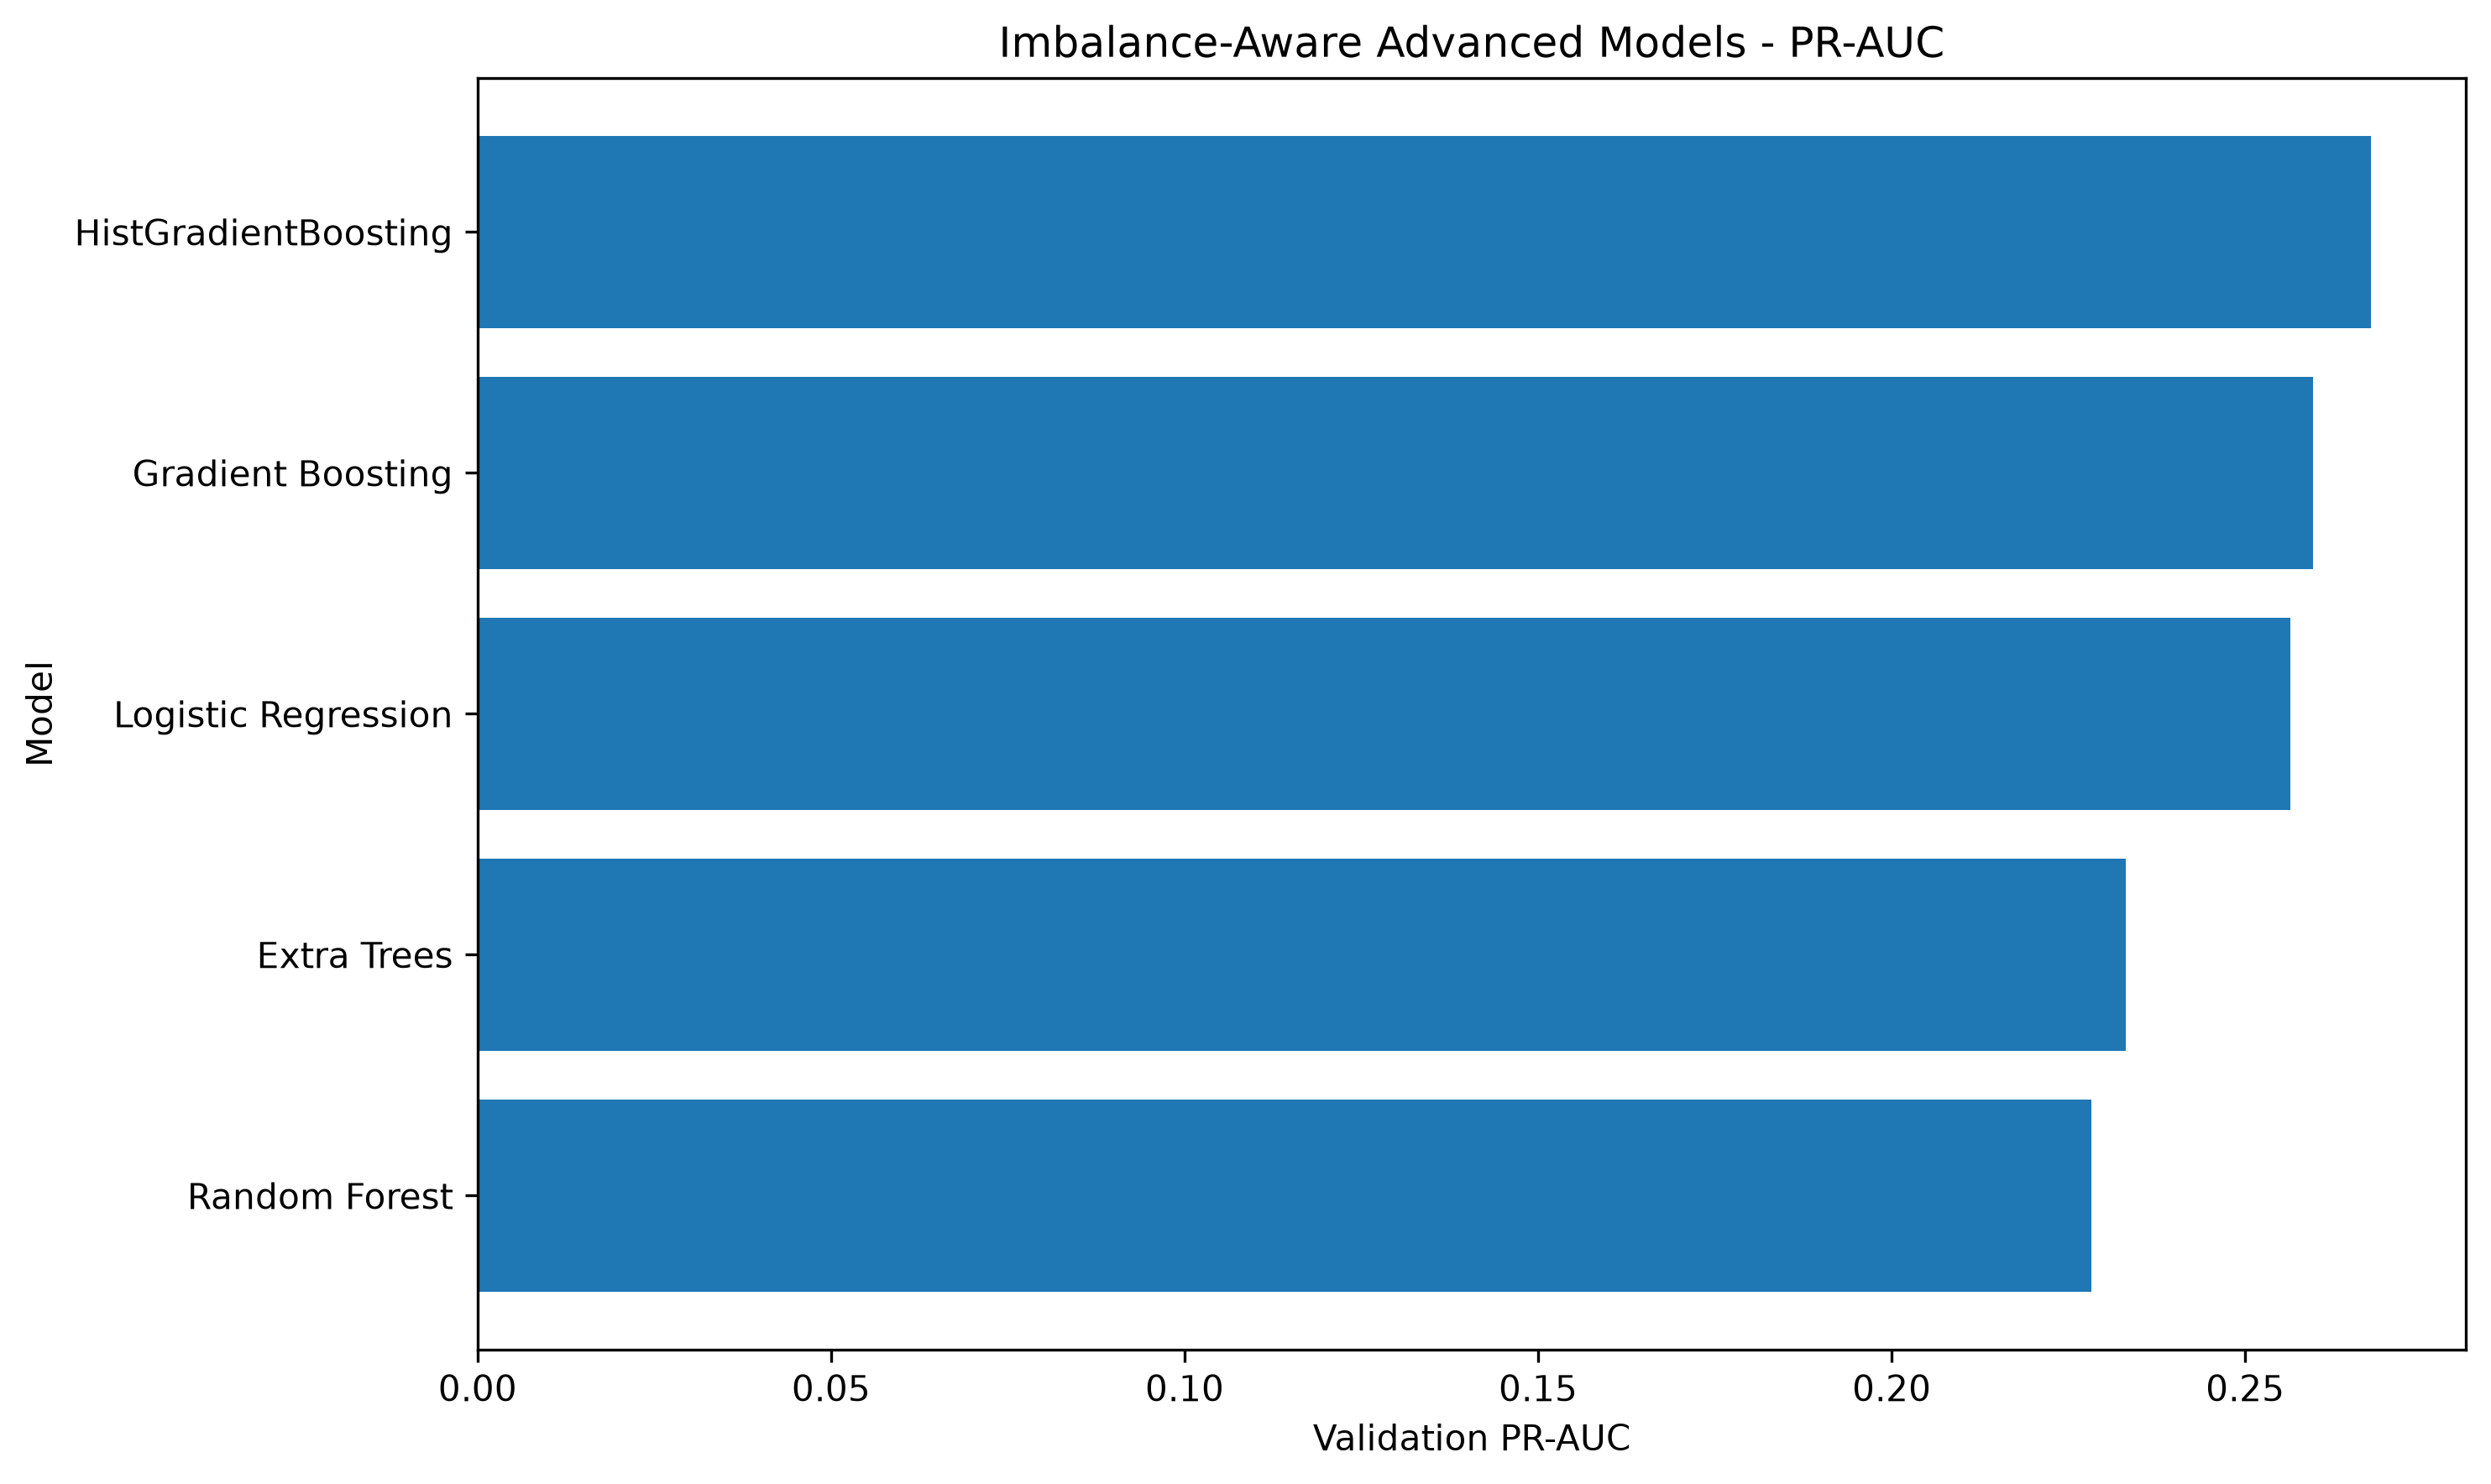 Imbalance-Aware Advanced Models - PR-AUC
Model
HistGradientBoosting
Gradient Boosting
Logistic Regression
Extra Trees
Random Forest
0.00 0.05 0.10 0.15 0.20 0.25
Validation PR-AUC